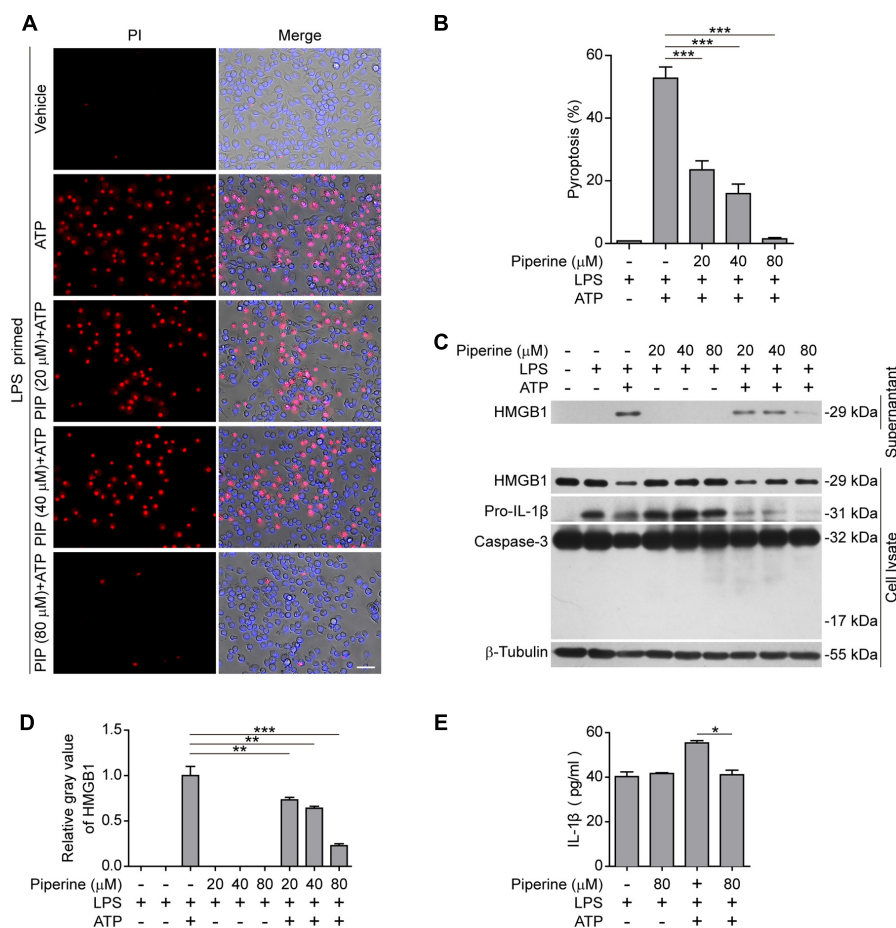 A
PI Merge
LPS primed
Vehicle
ATP
PIP (20 μM)+ATP
PIP (40 μM)+ATP
PIP (80 μM)+ATP
B
***
***
***
Pyroptosis (%)
60
40
20
0
Piperine (μM) - - 20 40 80
LPS + + + + +
ATP - + + + +
C
Piperine (μM) - - - 20 40 80 20 40 80
LPS - + + + + + + + +
ATP - - + - - - + + +
HMGB1 -29 kDa
Supernantant
HMGB1 -29 kDa
Pro-IL-1β -31 kDa
Caspase-3 -32 kDa
-17 kDa
β-Tubulin -55 kDa
Cell lysate
D
***
**
**
Relative gray value
of HMGB1
1.5
1.0
0.5
0.0
Piperine (μM) - - - 20 40 80 20 40 80
LPS + + + + + + + + +
ATP - - + - - - + + +
E
*
IL-1β ( pg/ml )
60
40
20
0
Piperine (μM) - 80 + 80
LPS + + + +
ATP - - + +